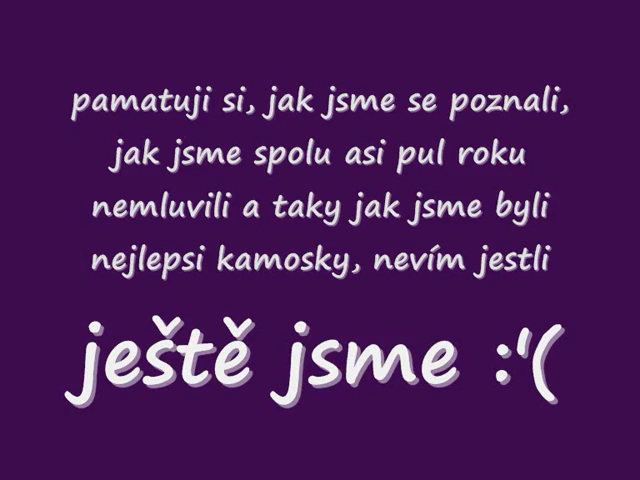 pamatuji si, jak jsme se poznali,
jak jsme spolu asi pul roku
nemluvili a taky jak jsme byli
nejlepsi kamosky, nevím jestli
ještě jsme :'(